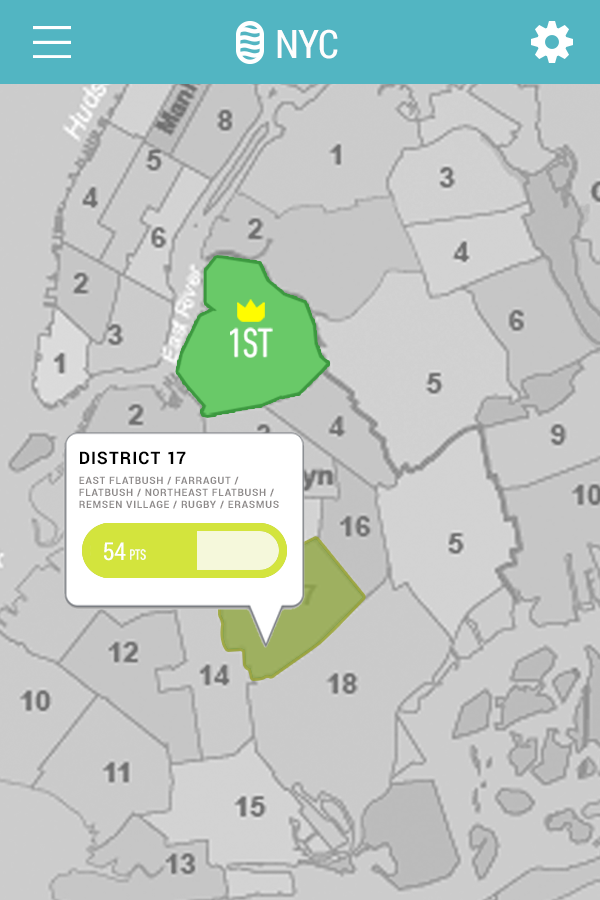 NYC
Huds
Manh
8
5
1
3
4
6
2
4
2
East River
3
6
1ST
1
5
2
4
9
DISTRICT 17
EAST FLATBUSH / FARRAGUT /
FLATBUSH / NORTHEAST FLATBUSH /
REMSEN VILLAGE / RUGBY / ERASMUS
yn
10
16
5
54 PTS
12
14
18
10
11
15
13